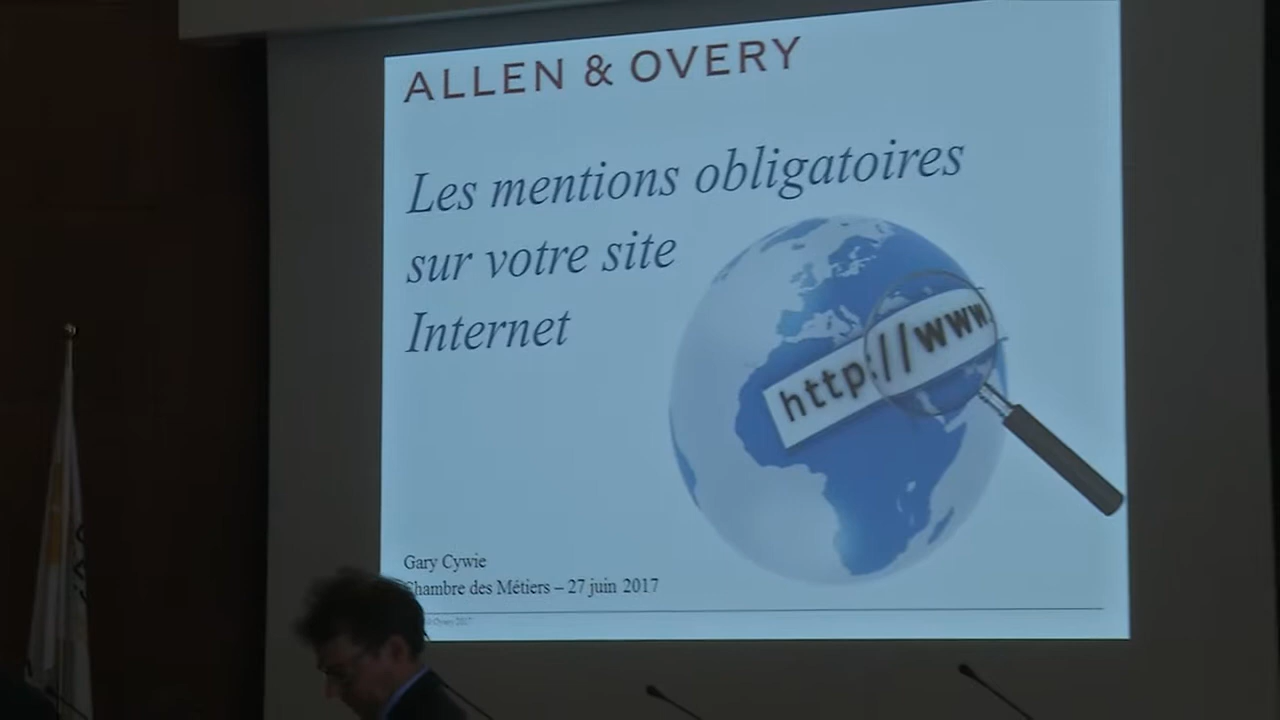 ALLEN & OVERY
Les mentions obligatoires
sur votre site
Internet
http://www.
Gary Cywie
Chambre des Métiers – 27 juin 2017